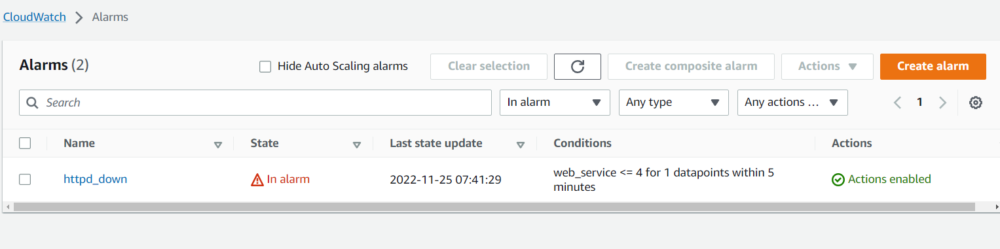 CloudWatch Alarms
Alarms (2) Hide Auto Scaling alarms Clear selection Create composite alarm Actions Create alarm
Search In alarm Any type Any actions ... 1
Name State Last state update Conditions Actions
httpd_down In alarm 2022-11-25 07:41:29 web_service <= 4 for 1 datapoints within 5
minutes Actions enabled